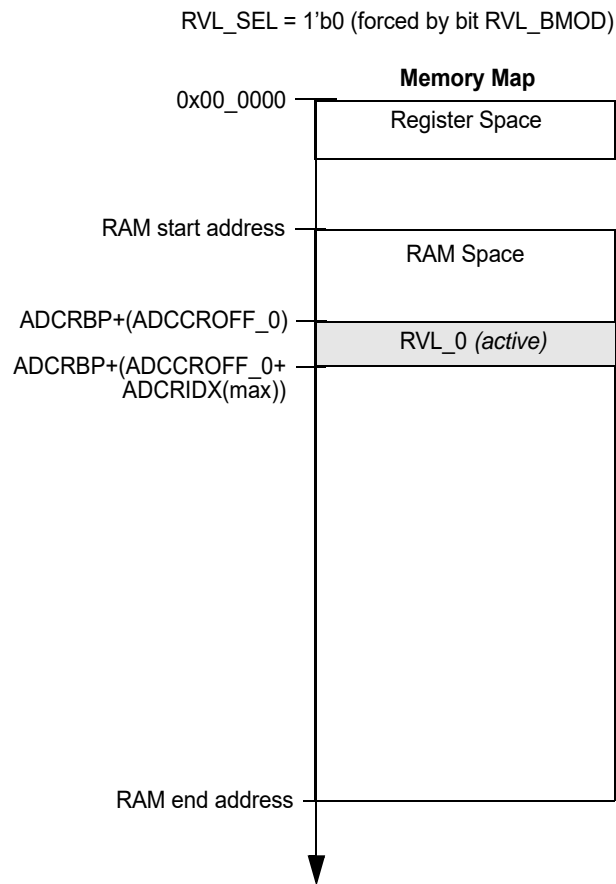 RVL_SEL = 1'b0 (forced by bit RVL_BMOD)
Memory Map
0x00_0000
Register Space
RAM start address
RAM Space
ADCRBP+(ADCCROFF_0)
RVL_0 (active)
ADCRBP+(ADCCROFF_0+
ADCRIDX(max))
RAM end address